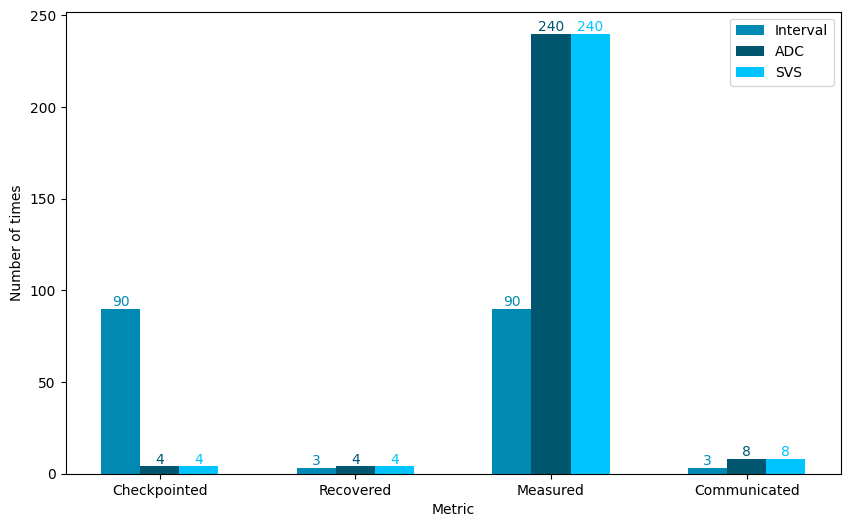 250
200
150
100
50
0
Number of times
Interval
ADC
SVS
90
4
4
3
4
4
90
240
240
3
8
8
Checkpointed
Recovered
Measured
Communicated
Metric